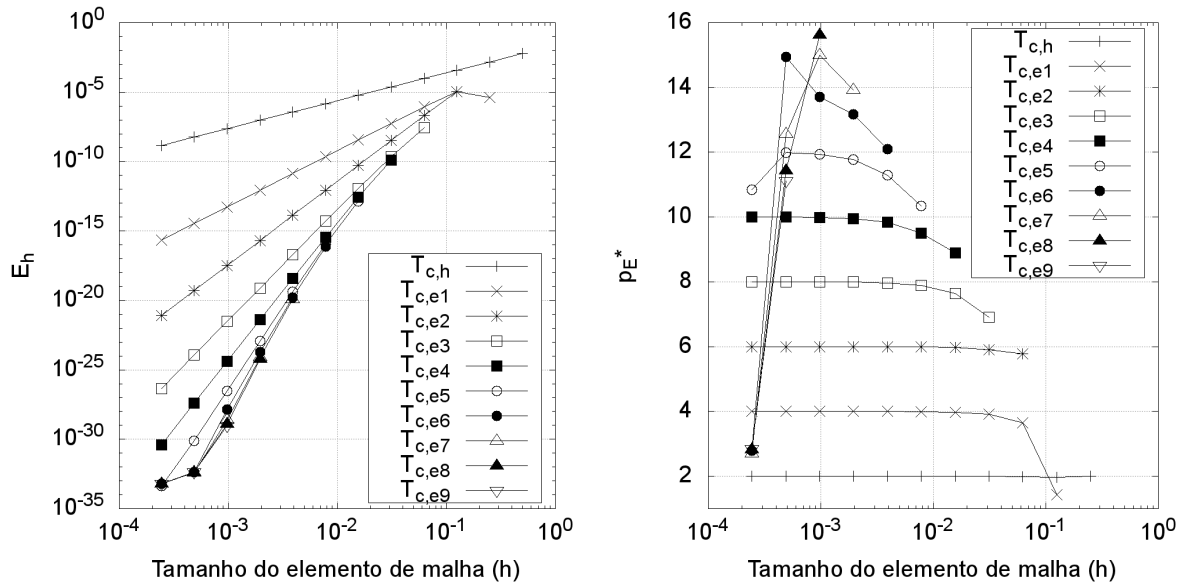 10^0
10^-5
10^-10
10^-15
10^-20
10^-25
10^-30
10^-35
E_h
10^-4
10^-3
10^-2
10^-1
10^0
Tamanho do elemento de malha (h)
T_c,h
T_c,e1
T_c,e2
T_c,e3
T_c,e4
T_c,e5
T_c,e6
T_c,e7
T_c,e8
T_c,e9
16
14
12
10
8
6
4
2
p_E*
10^-4
10^-3
10^-2
10^-1
10^0
Tamanho do elemento de malha (h)
T_c,h
T_c,e1
T_c,e2
T_c,e3
T_c,e4
T_c,e5
T_c,e6
T_c,e7
T_c,e8
T_c,e9